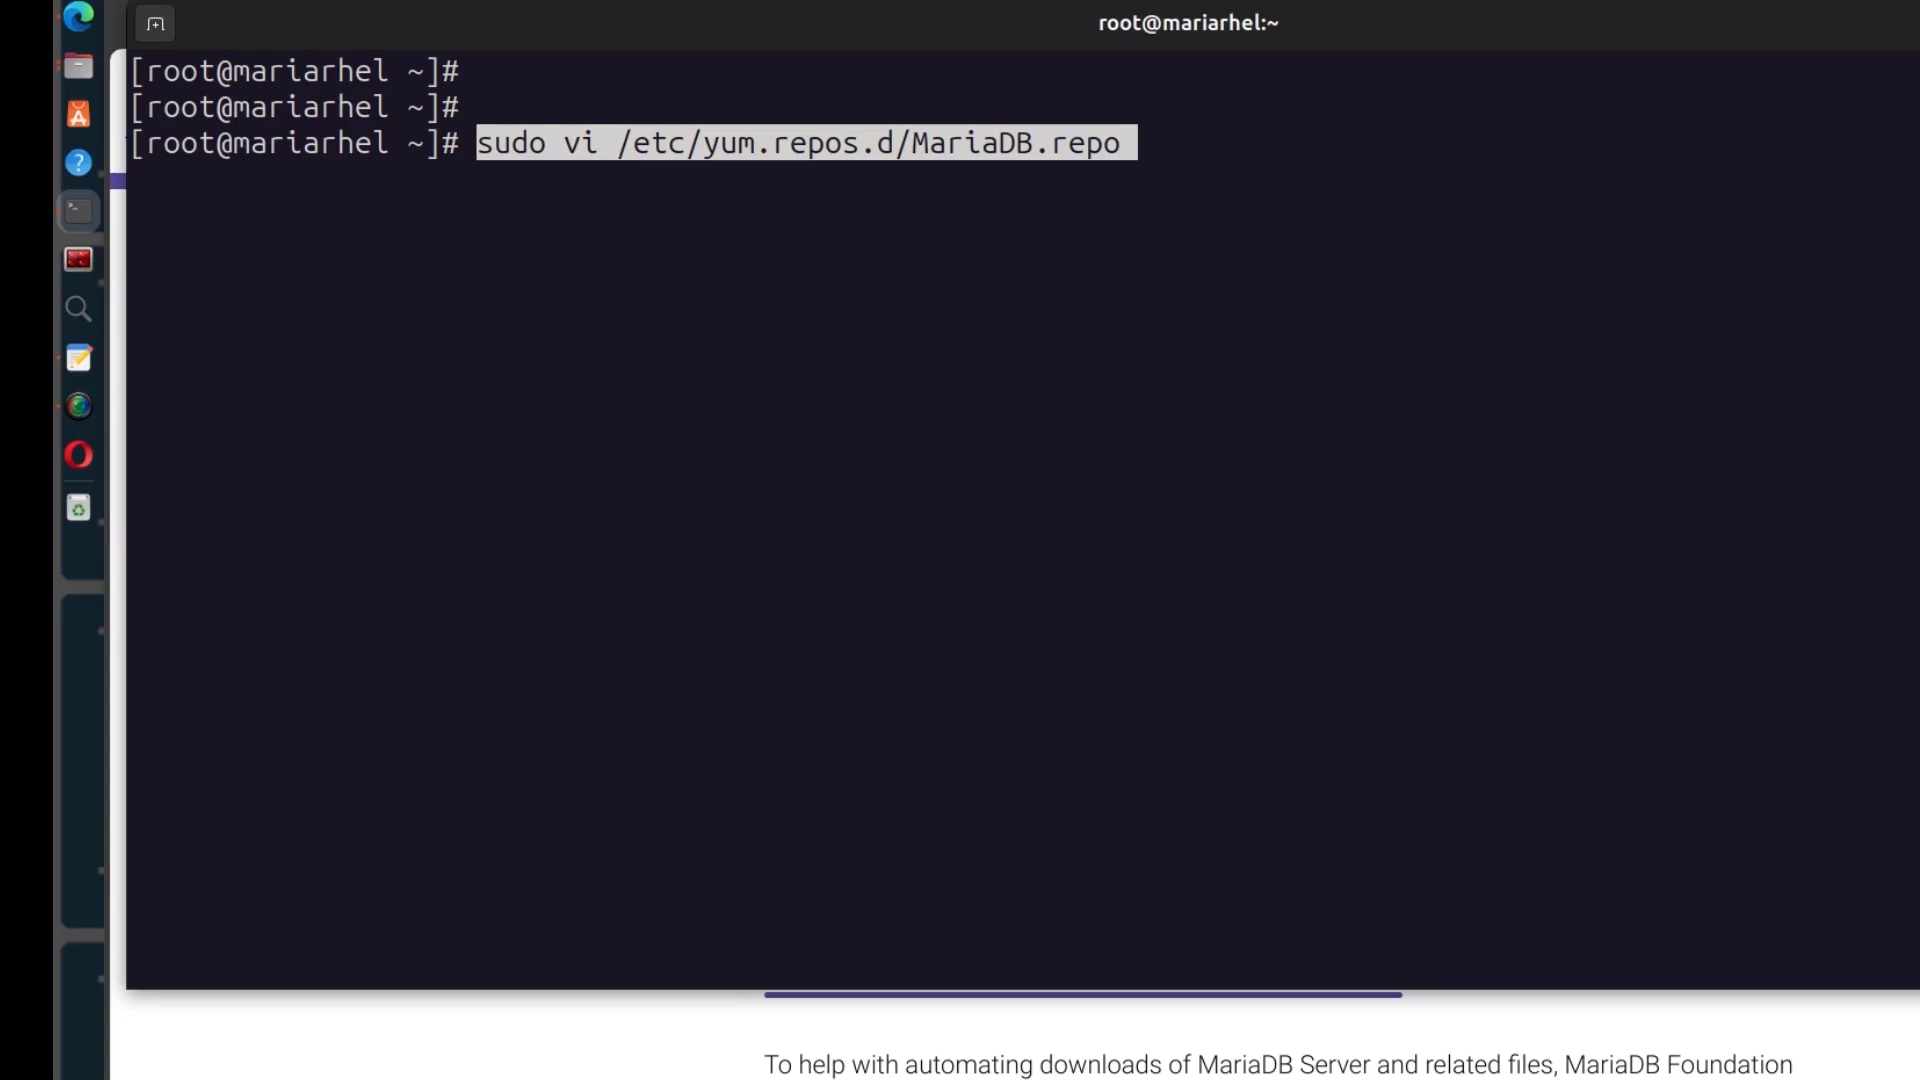 root@mariarhel:~
[root@mariarhel ~]#
[root@mariarhel ~]#
[root@mariarhel ~]# sudo vi /etc/yum.repos.d/MariaDB.repo
To help with automating downloads of MariaDB Server and related files, MariaDB Foundation